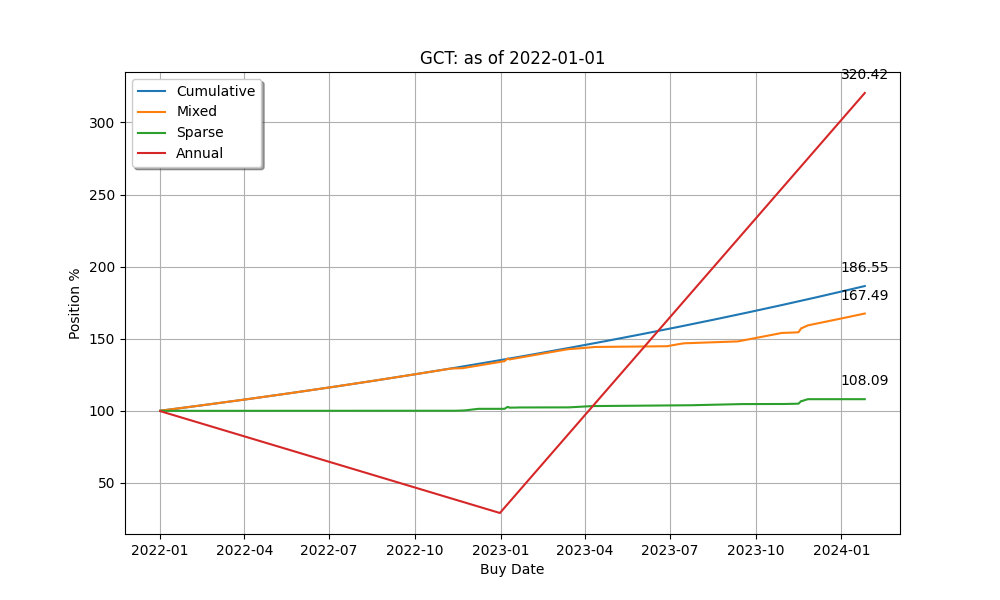 GCT: as of 2022-01-01
Cumulative
Mixed
Sparse
Annual
320.42
186.55
167.49
108.09
Position %
300
250
200
150
100
50
2022-01 2022-04 2022-07 2022-10 2023-01 2023-04 2023-07 2023-10 2024-01
Buy Date